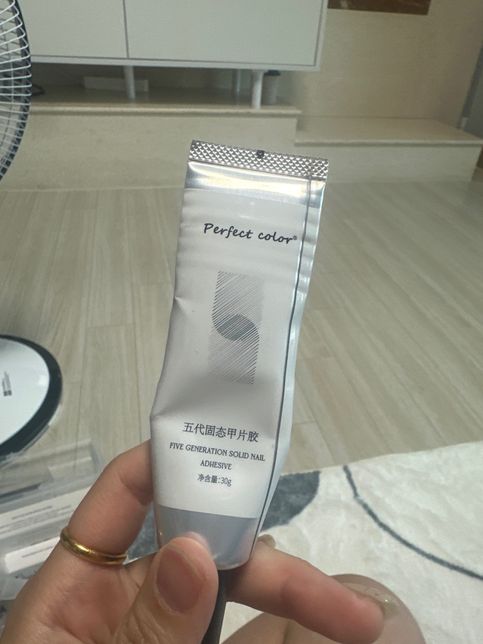 Perfect color®
五代固态甲片胶
FIVE GENERATION SOLID NAIL
ADHESIVE
净含量:30g